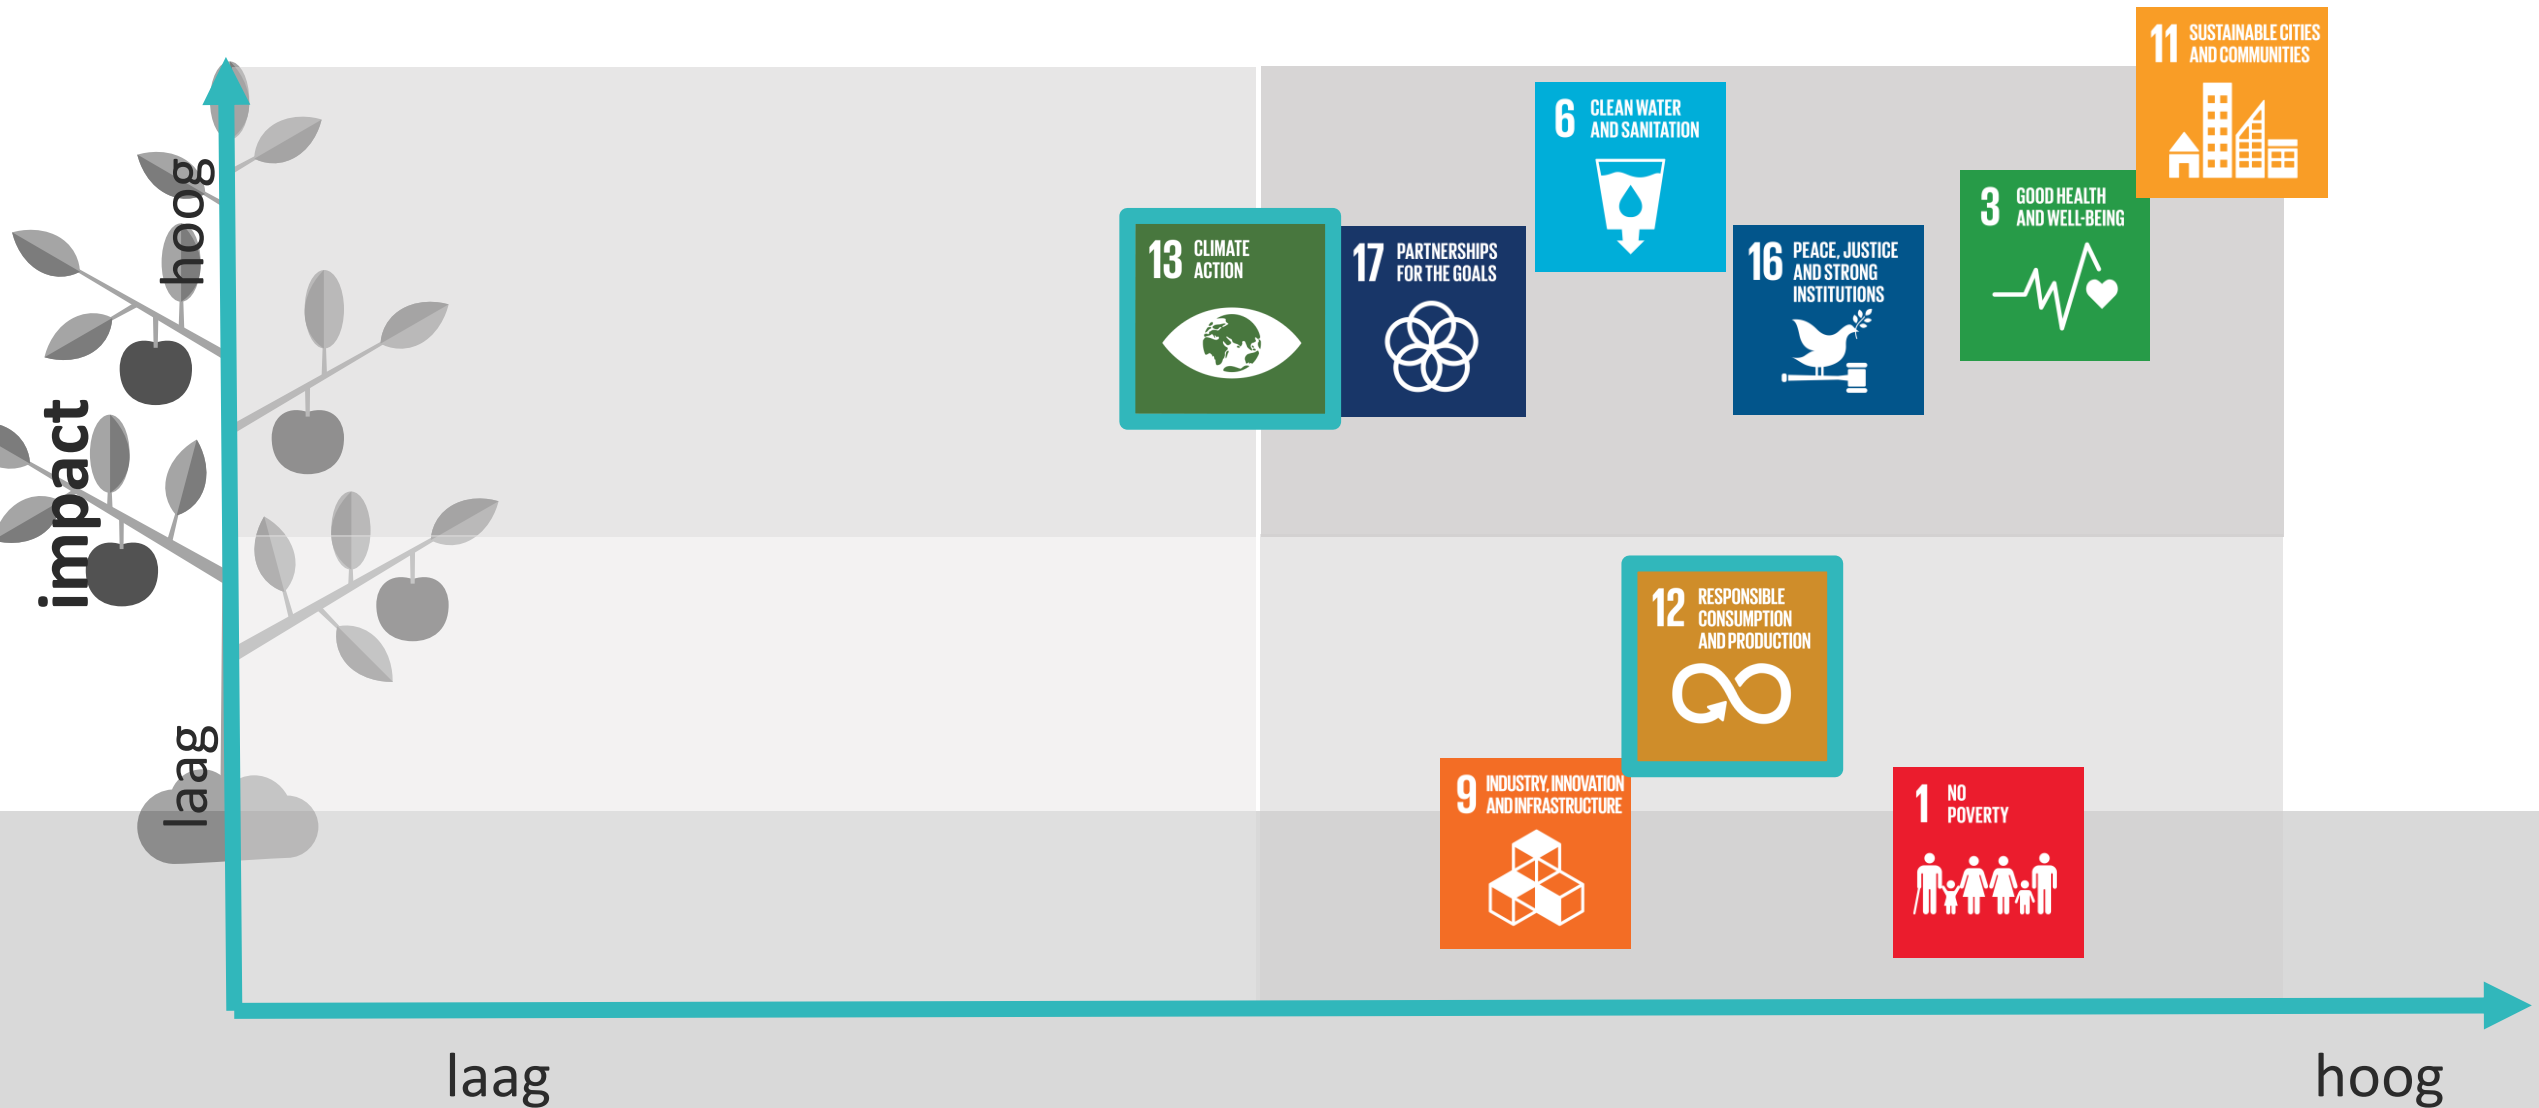 11 SUSTAINABLE CITIES
AND COMMUNITIES
6 CLEAN WATER
AND SANITATION
hoog
3 GOOD HEALTH
AND WELL-BEING
13 CLIMATE
ACTION
17 PARTNERSHIPS
FOR THE GOALS
16 PEACE, JUSTICE
AND STRONG
INSTITUTIONS
impact
12 RESPONSIBLE
CONSUMPTION
AND PRODUCTION
laag
9 INDUSTRY, INNOVATION
AND INFRASTRUCTURE
1 NO
POVERTY
laag
hoog